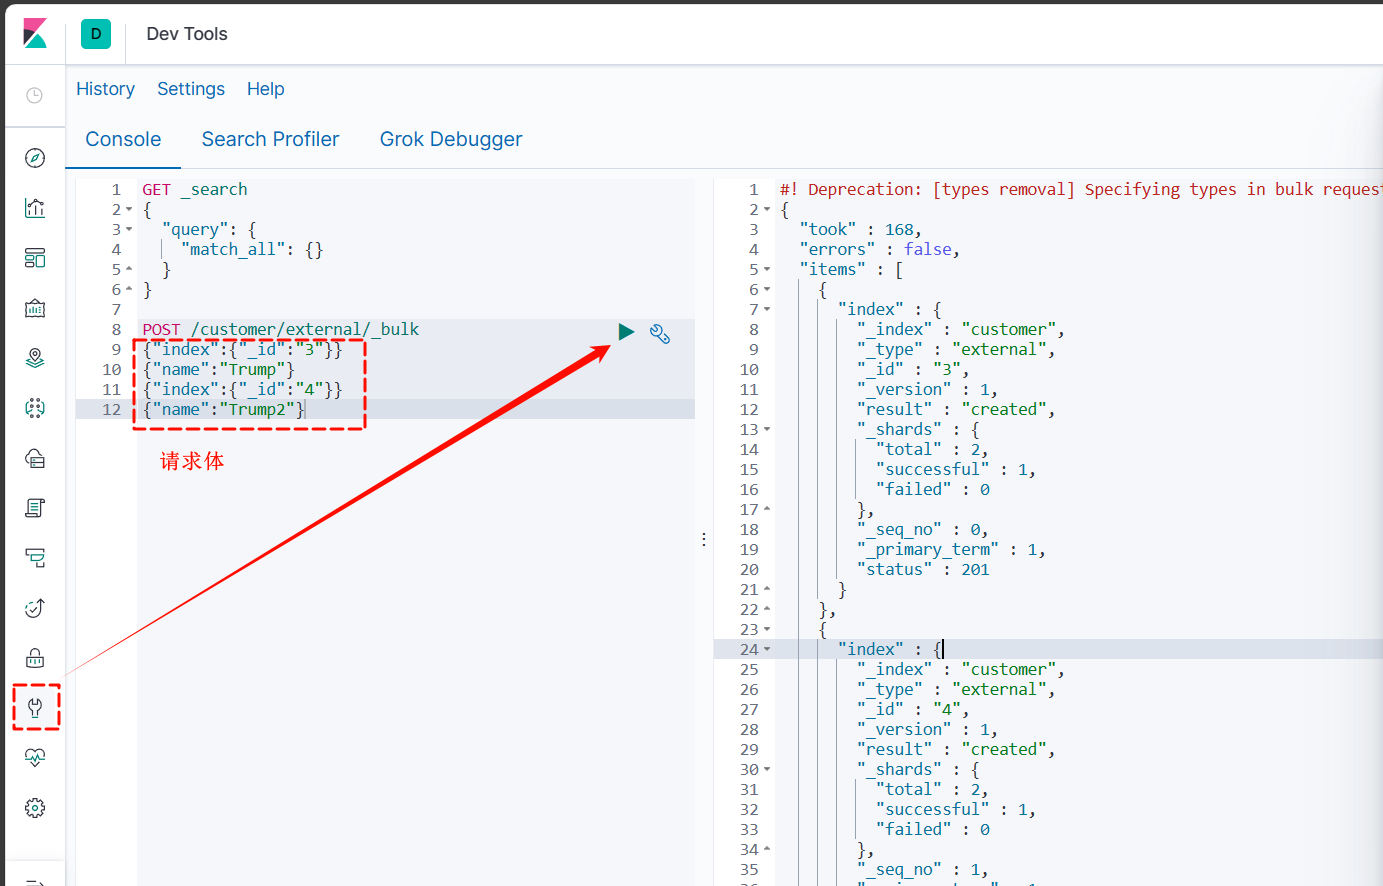 D Dev Tools
History Settings Help
Console Search Profiler Grok Debugger
1 GET _search
2 {
3 "query": {
4 "match_all": {}
5 }
6 }
7
8 POST /customer/external/_bulk
9 {"index":{"_id":"3"}}
10 {"name":"Trump"}
11 {"index":{"_id":"4"}}
12 {"name":"Trump2"}
请求体
1 #! Deprecation: [types removal] Specifying types in bulk reques
2 {
3 "took" : 168,
4 "errors" : false,
5 "items" : [
6 {
7 "index" : {
8 "_index" : "customer",
9 "_type" : "external",
10 "_id" : "3",
11 "_version" : 1,
12 "result" : "created",
13 "_shards" : {
14 "total" : 2,
15 "successful" : 1,
16 "failed" : 0
17 },
18 "_seq_no" : 0,
19 "_primary_term" : 1,
20 "status" : 201
21 }
22 },
23 {
24 "index" : {
25 "_index" : "customer",
26 "_type" : "external",
27 "_id" : "4",
28 "_version" : 1,
29 "result" : "created",
30 "_shards" : {
31 "total" : 2,
32 "successful" : 1,
33 "failed" : 0
34 },
35 "_seq_no" : 1,